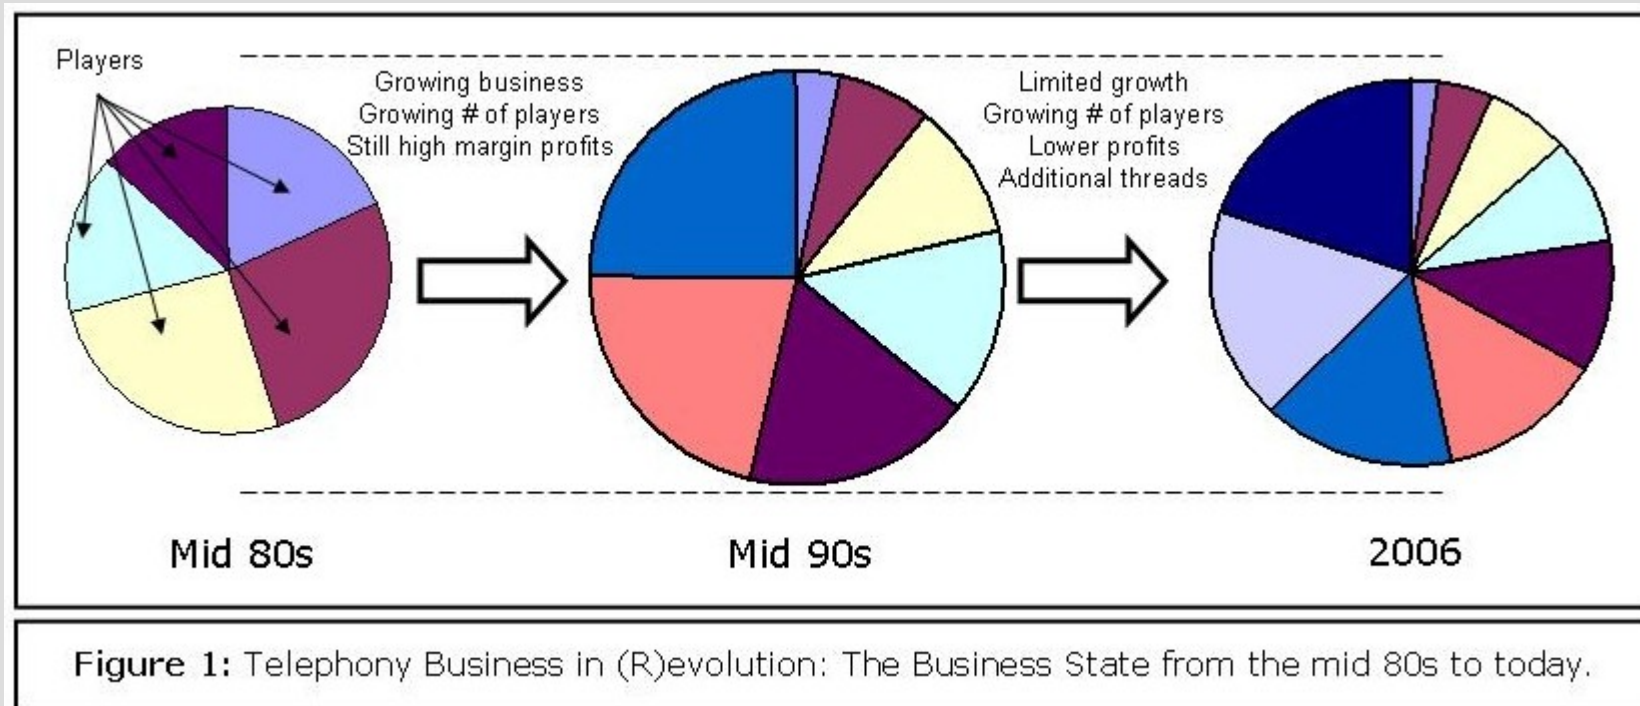 Players
Growing business
Growing # of players
Still high margin profits
Limited growth
Growing # of players
Lower profits
Additional threads
Mid 80s
Mid 90s
2006
Figure 1: Telephony Business in (R)evolution: The Business State from the mid 80s to today.